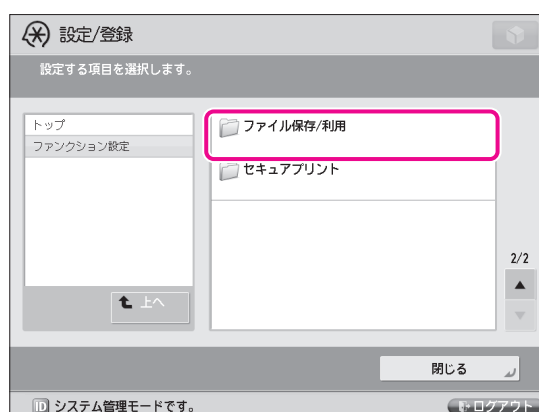 設定/登録
設定する項目を選択します。
トップ
ファンクション設定
ファイル保存/利用
セキュアプリント
2/2
上へ
閉じる
ID システム管理モードです。
ログアウト